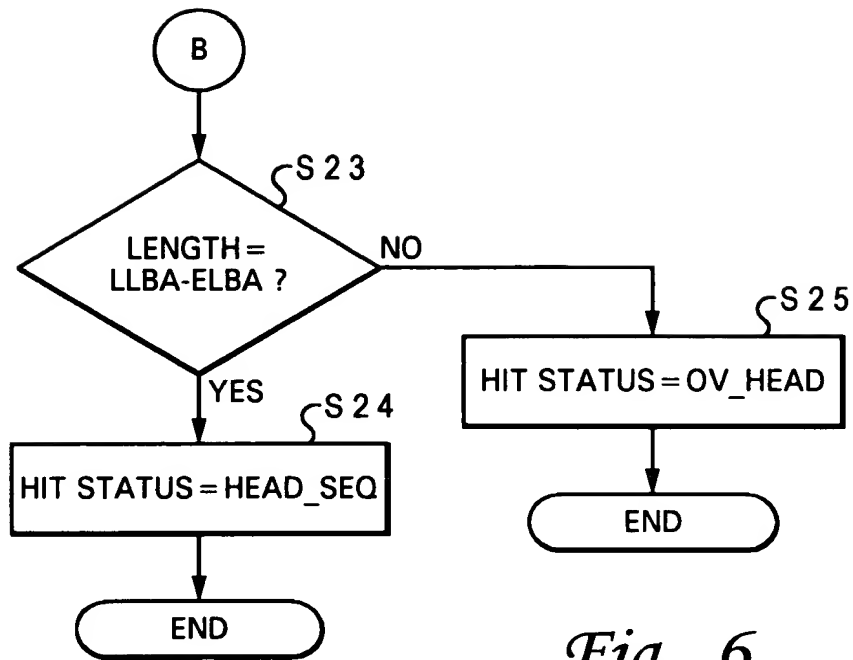 B
S23
LENGTH=
LLBA-ELBA ?
NO
YES
S25
HIT STATUS=OV_HEAD
S24
HIT STATUS=HEAD_SEQ
END
END
Fig. 6